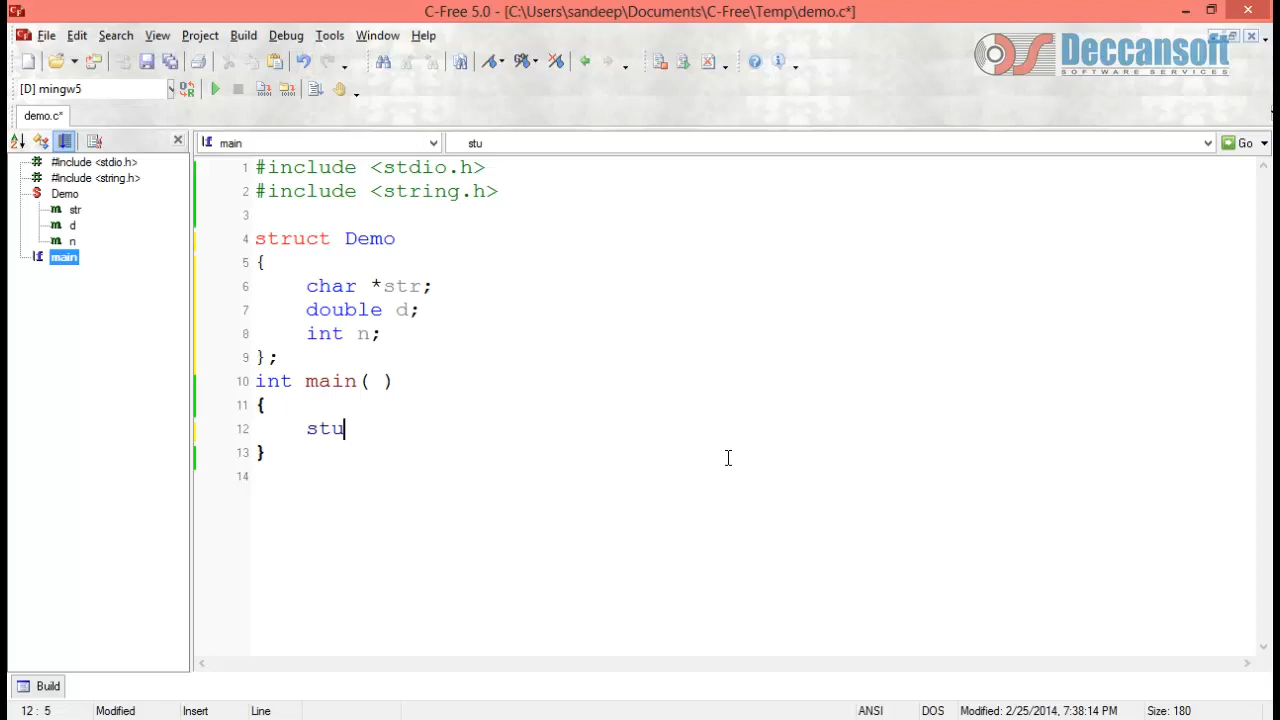 C-Free 5.0 - [C:\Users\sandeep\Documents\C-Free\Temp\demo.c*]
File Edit Search View Project Build Debug Tools Window Help
Deccansoft
SOFTWARE SERVICES
[D] mingw5
demo.c*
main stu Go
#include <stdio.h>
#include <string.h>
Demo
str
d
n
main
1 #include <stdio.h>
2 #include <string.h>
3
4 struct Demo
5 {
6 char *str;
7 double d;
8 int n;
9 };
10 int main( )
11 {
12 stu
13 }
14
Build
12 : 5 Modified Insert Line ANSI DOS Modified: 2/25/2014, 7:38:14 PM Size: 180